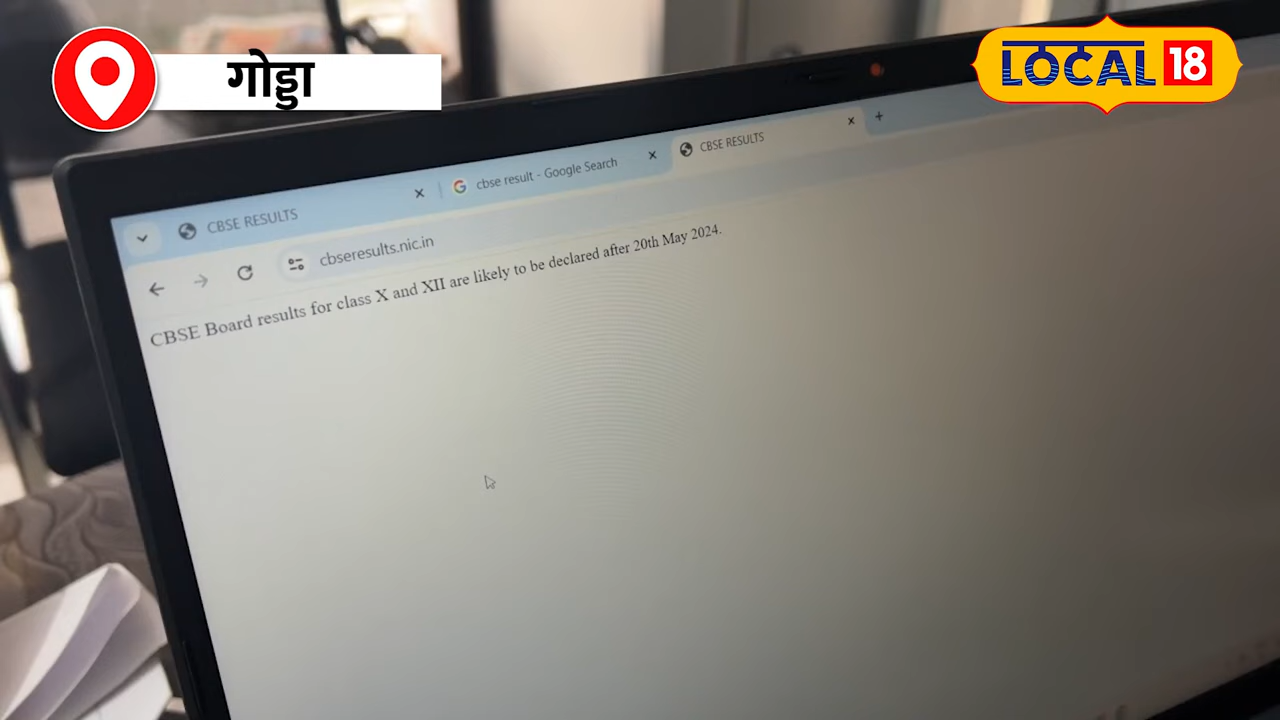 गोड्डा
LOCAL 18
CBSE RESULTS
cbse result - Google Search
CBSE RESULTS
cbseresults.nic.in
CBSE Board results for class X and XII are likely to be declared after 20th May 2024.